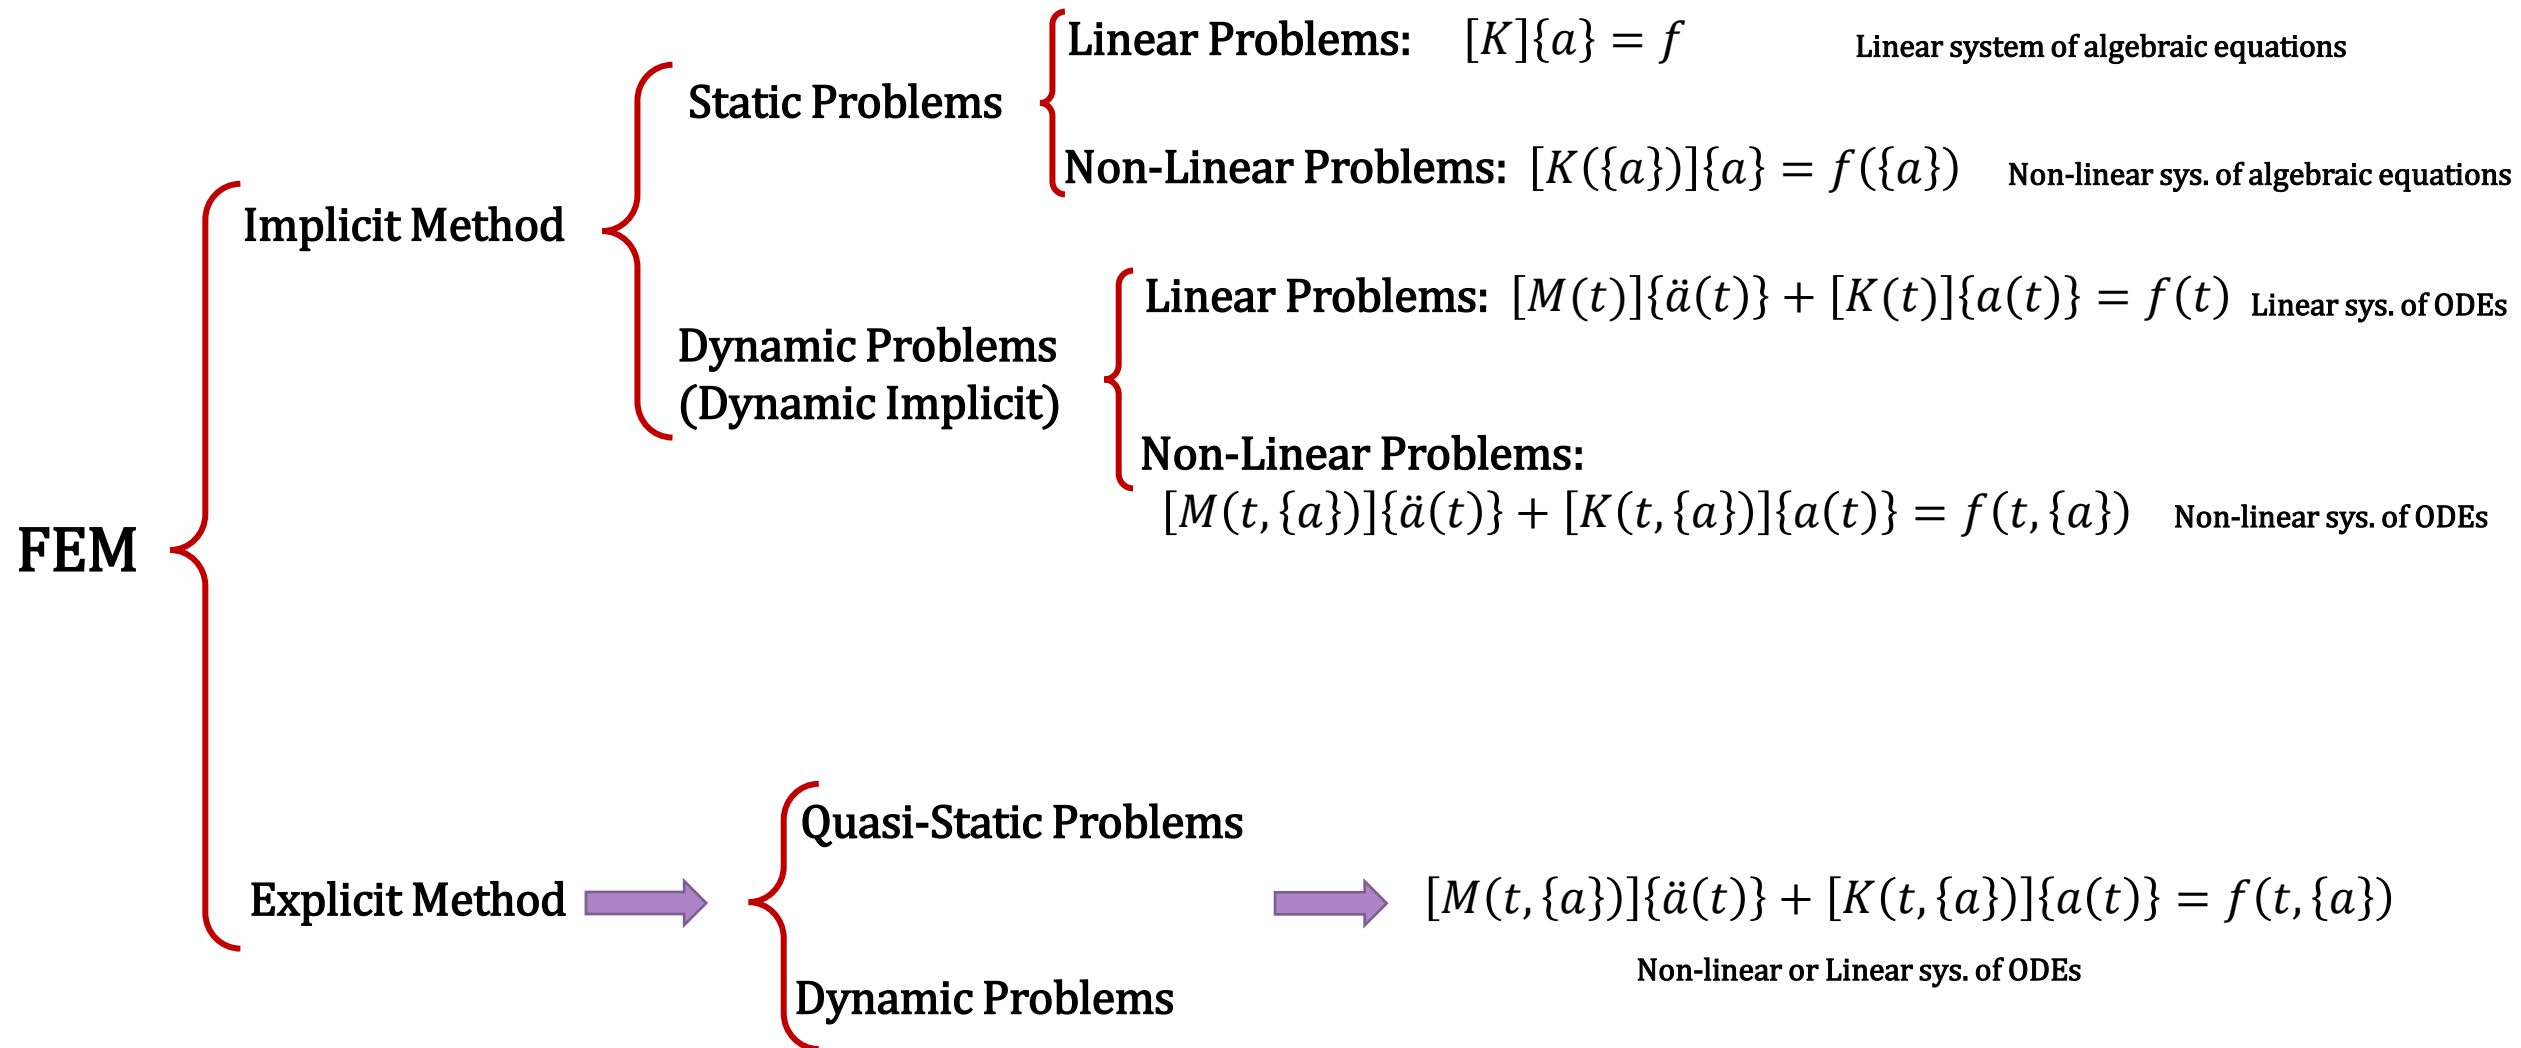 Linear Problems: [K]{a} = f Linear system of algebraic equations
Static Problems
Non-Linear Problems: [K({a})]{a} = f({a}) Non-linear sys. of algebraic equations
Implicit Method
Linear Problems: [M(t)]{ä(t)} + [K(t)]{a(t)} = f(t) Linear sys. of ODEs
Dynamic Problems
(Dynamic Implicit)
Non-Linear Problems:
[M(t,{a})]{ä(t)} + [K(t,{a})]{a(t)} = f(t,{a}) Non-linear sys. of ODEs
FEM
Quasi-Static Problems
Explicit Method [M(t,{a})]{ä(t)} + [K(t,{a})]{a(t)} = f(t,{a})
Non-linear or Linear sys. of ODEs
Dynamic Problems